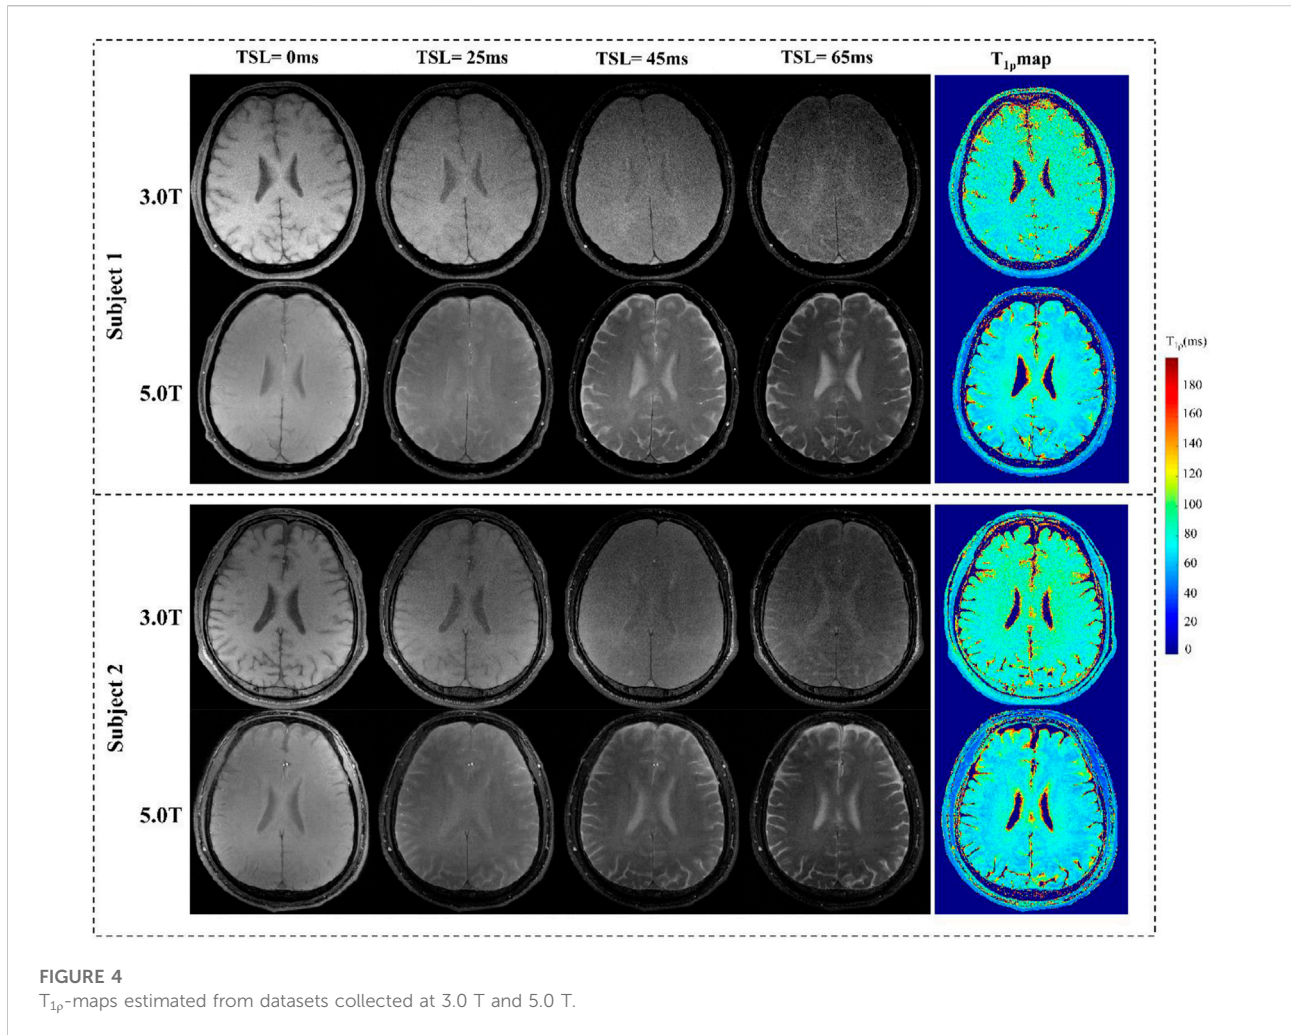 TSL= 0ms TSL= 25ms TSL= 45ms TSL= 65ms T₁ρmap
Subject 1
3.0T
5.0T
T₁ρ(ms)
180
160
140
120
100
80
60
40
20
0
Subject 2
3.0T
5.0T
FIGURE 4
T₁ρ-maps estimated from datasets collected at 3.0 T and 5.0 T.